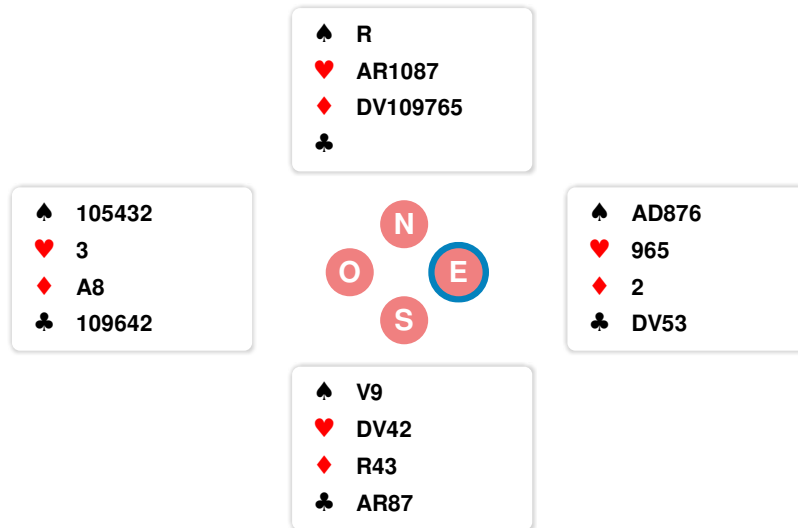 ♠ R
♥ AR1087
♦ DV109765
♣
♠ 105432
♥ 3
♦ A8
♣ 109642
N
O
E
S
♠ AD876
♥ 965
♦ 2
♣ DV53
♠ V9
♥ DV42
♦ R43
♣ AR87